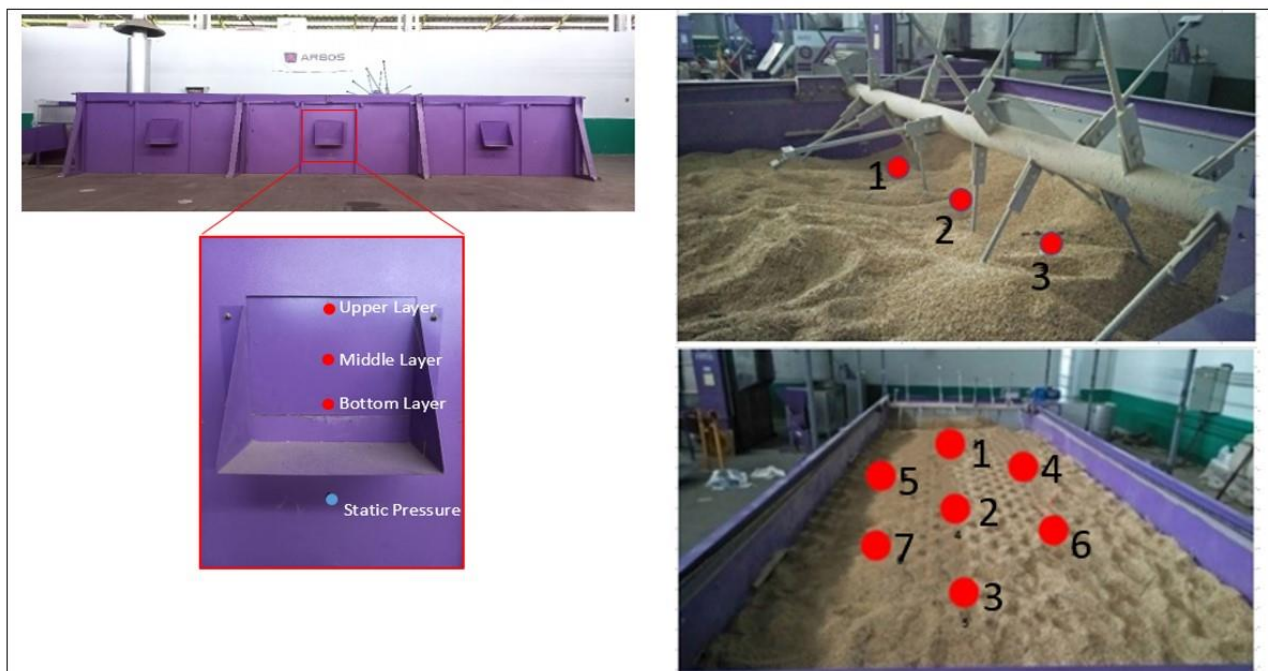 ARBOS
Upper Layer
Middle Layer
Bottom Layer
Static Pressure
1
2
3
1
4
5
2
6
7
3